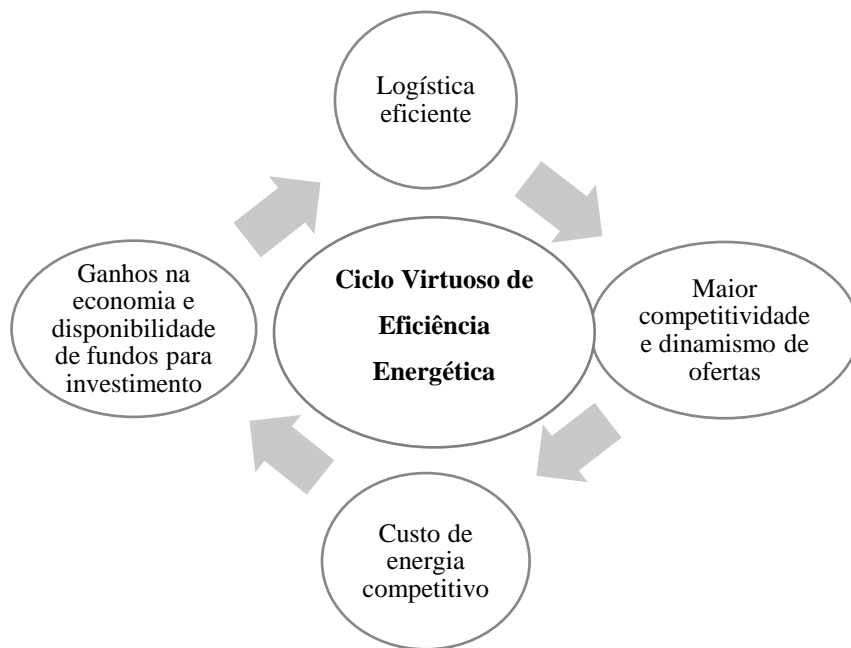 Logística
eficiente
Ciclo Virtuoso de
Eficiência
Energética
Maior
competitividade
e dinamismo de
ofertas
Custo de
energia
competitivo
Ganhos na
economia e
disponibilidade
de fundos para
investimento